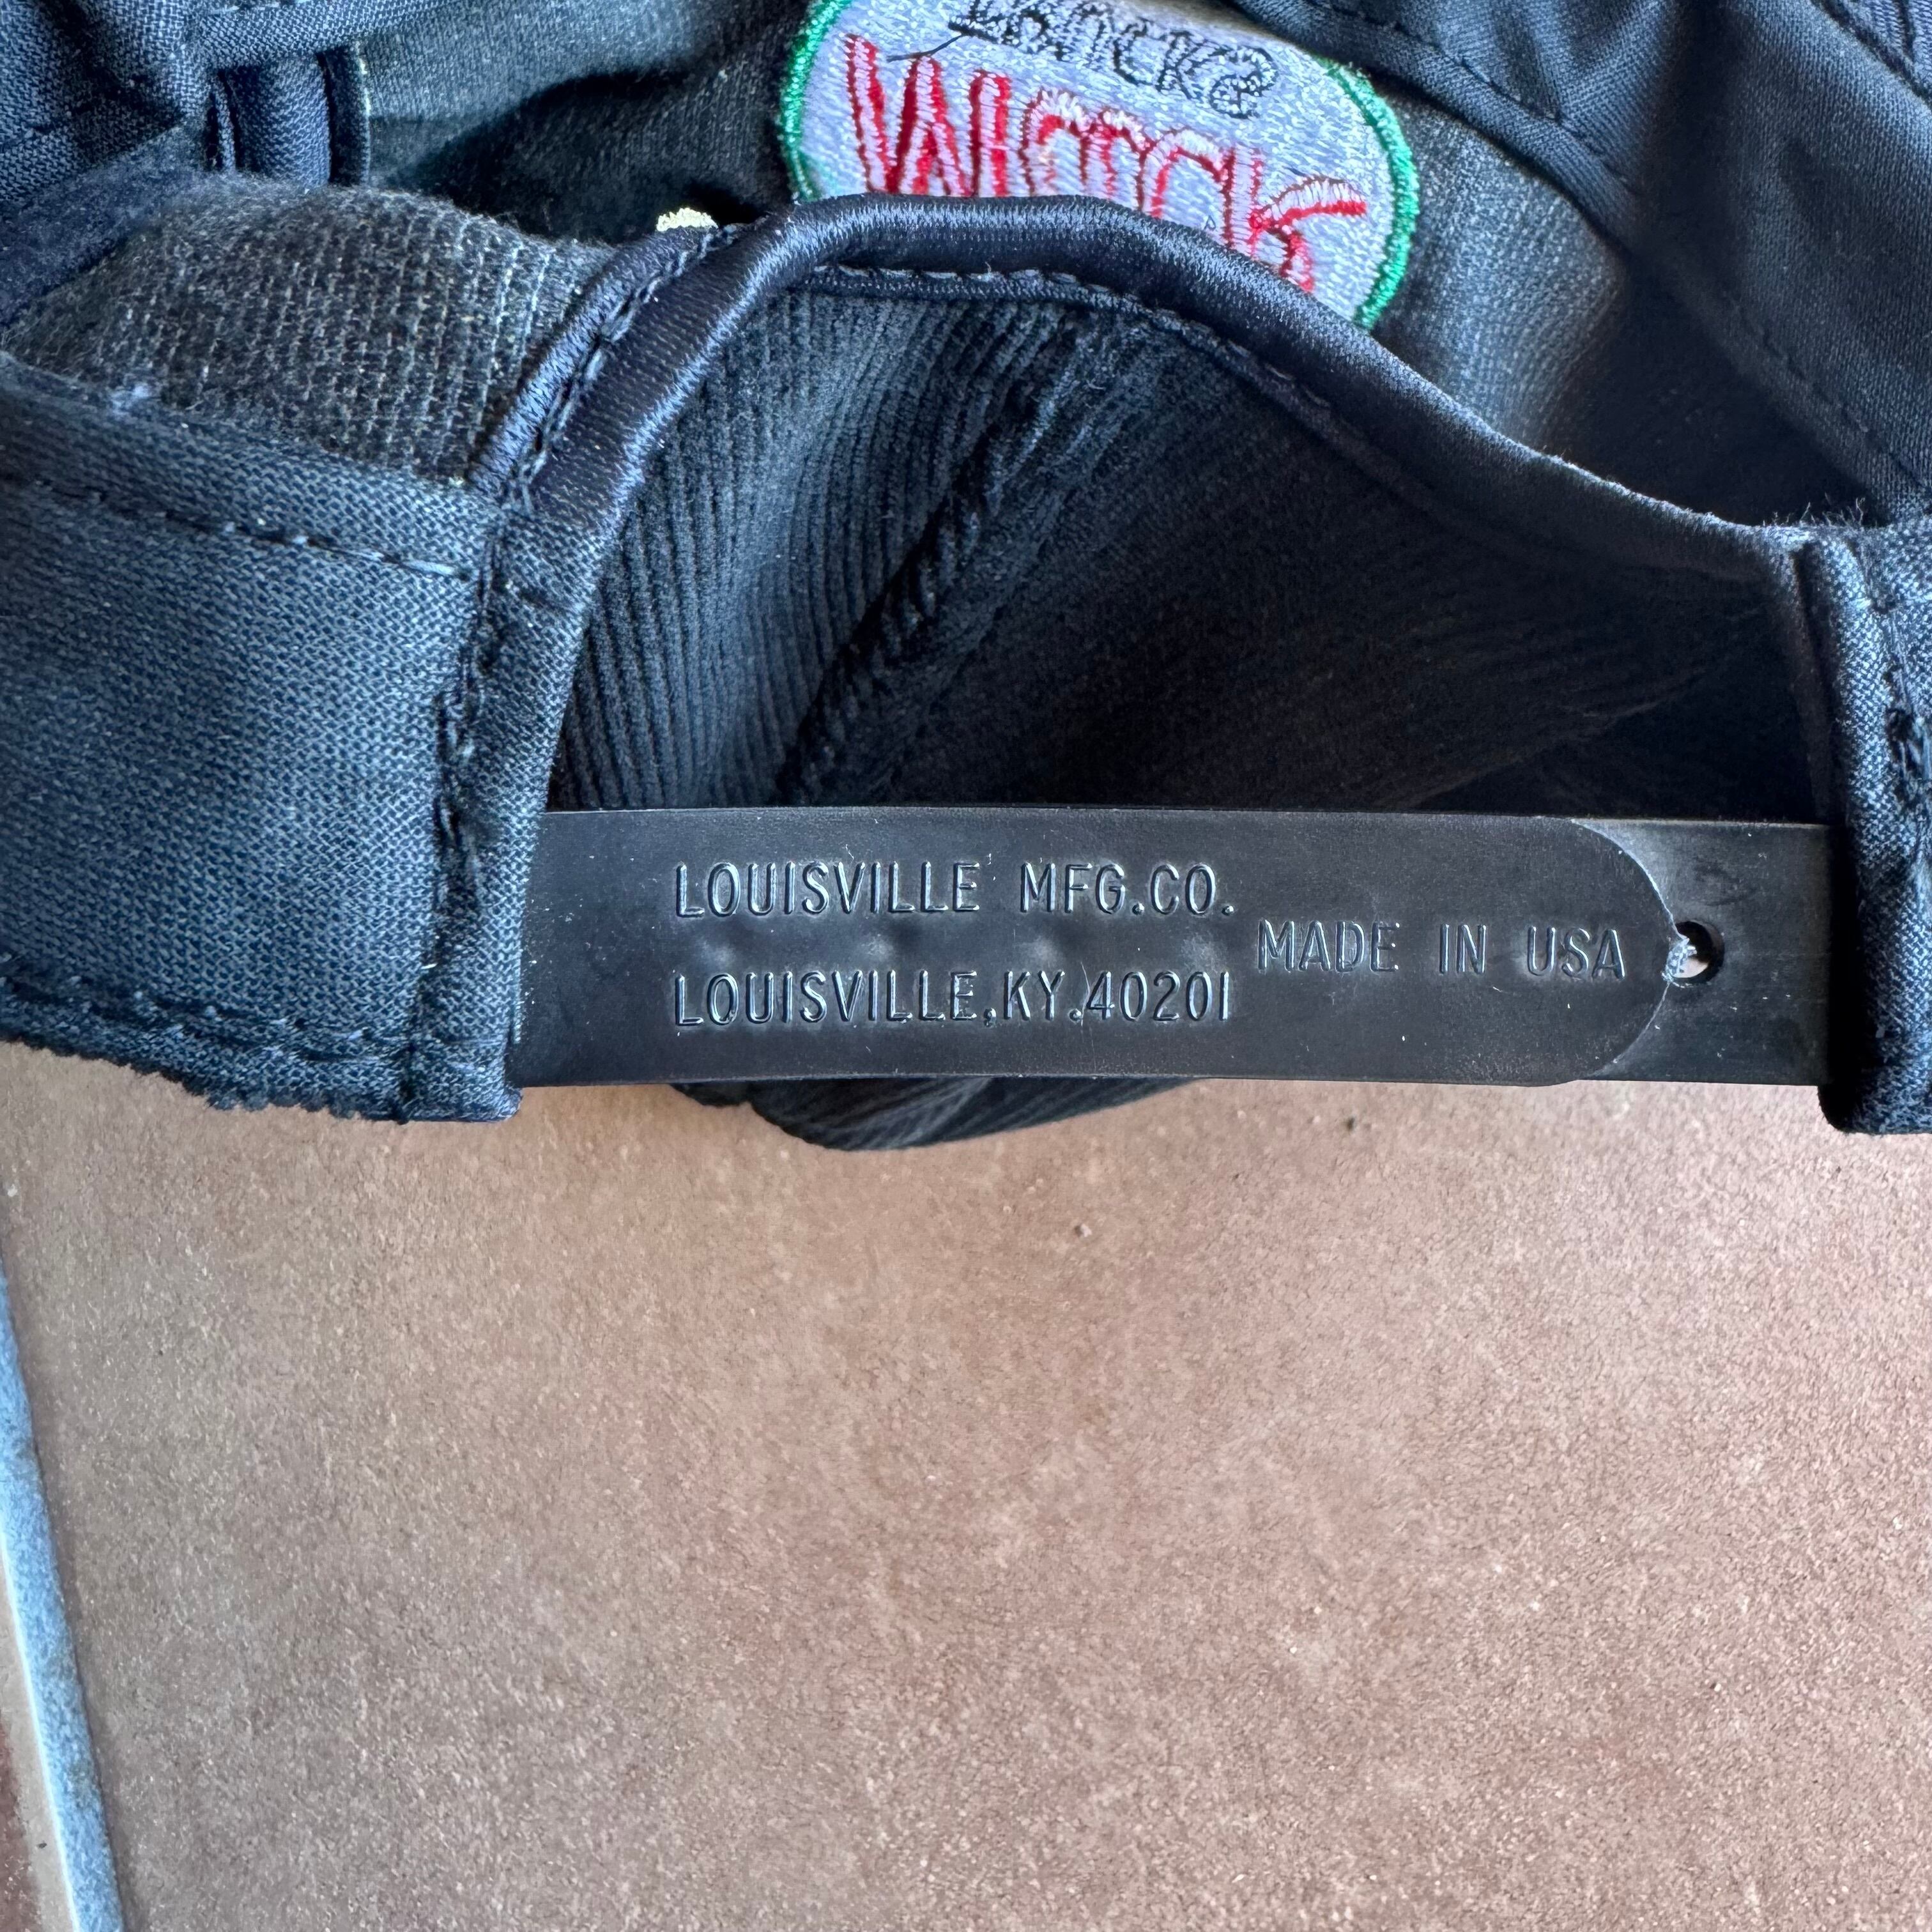 LOUISVILLE MFG.CO.
LOUISVILLE,KY.40201
MADE IN USA